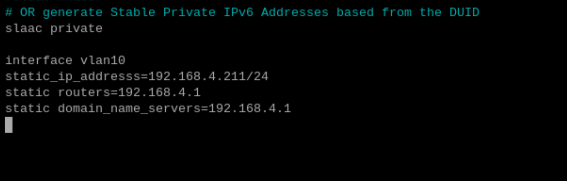 # OR generate Stable Private IPv6 Addresses based from the DUID
slaac private
interface vlan10
static_ip_addresss=192.168.4.211/24
static routers=192.168.4.1
static domain_name_servers=192.168.4.1